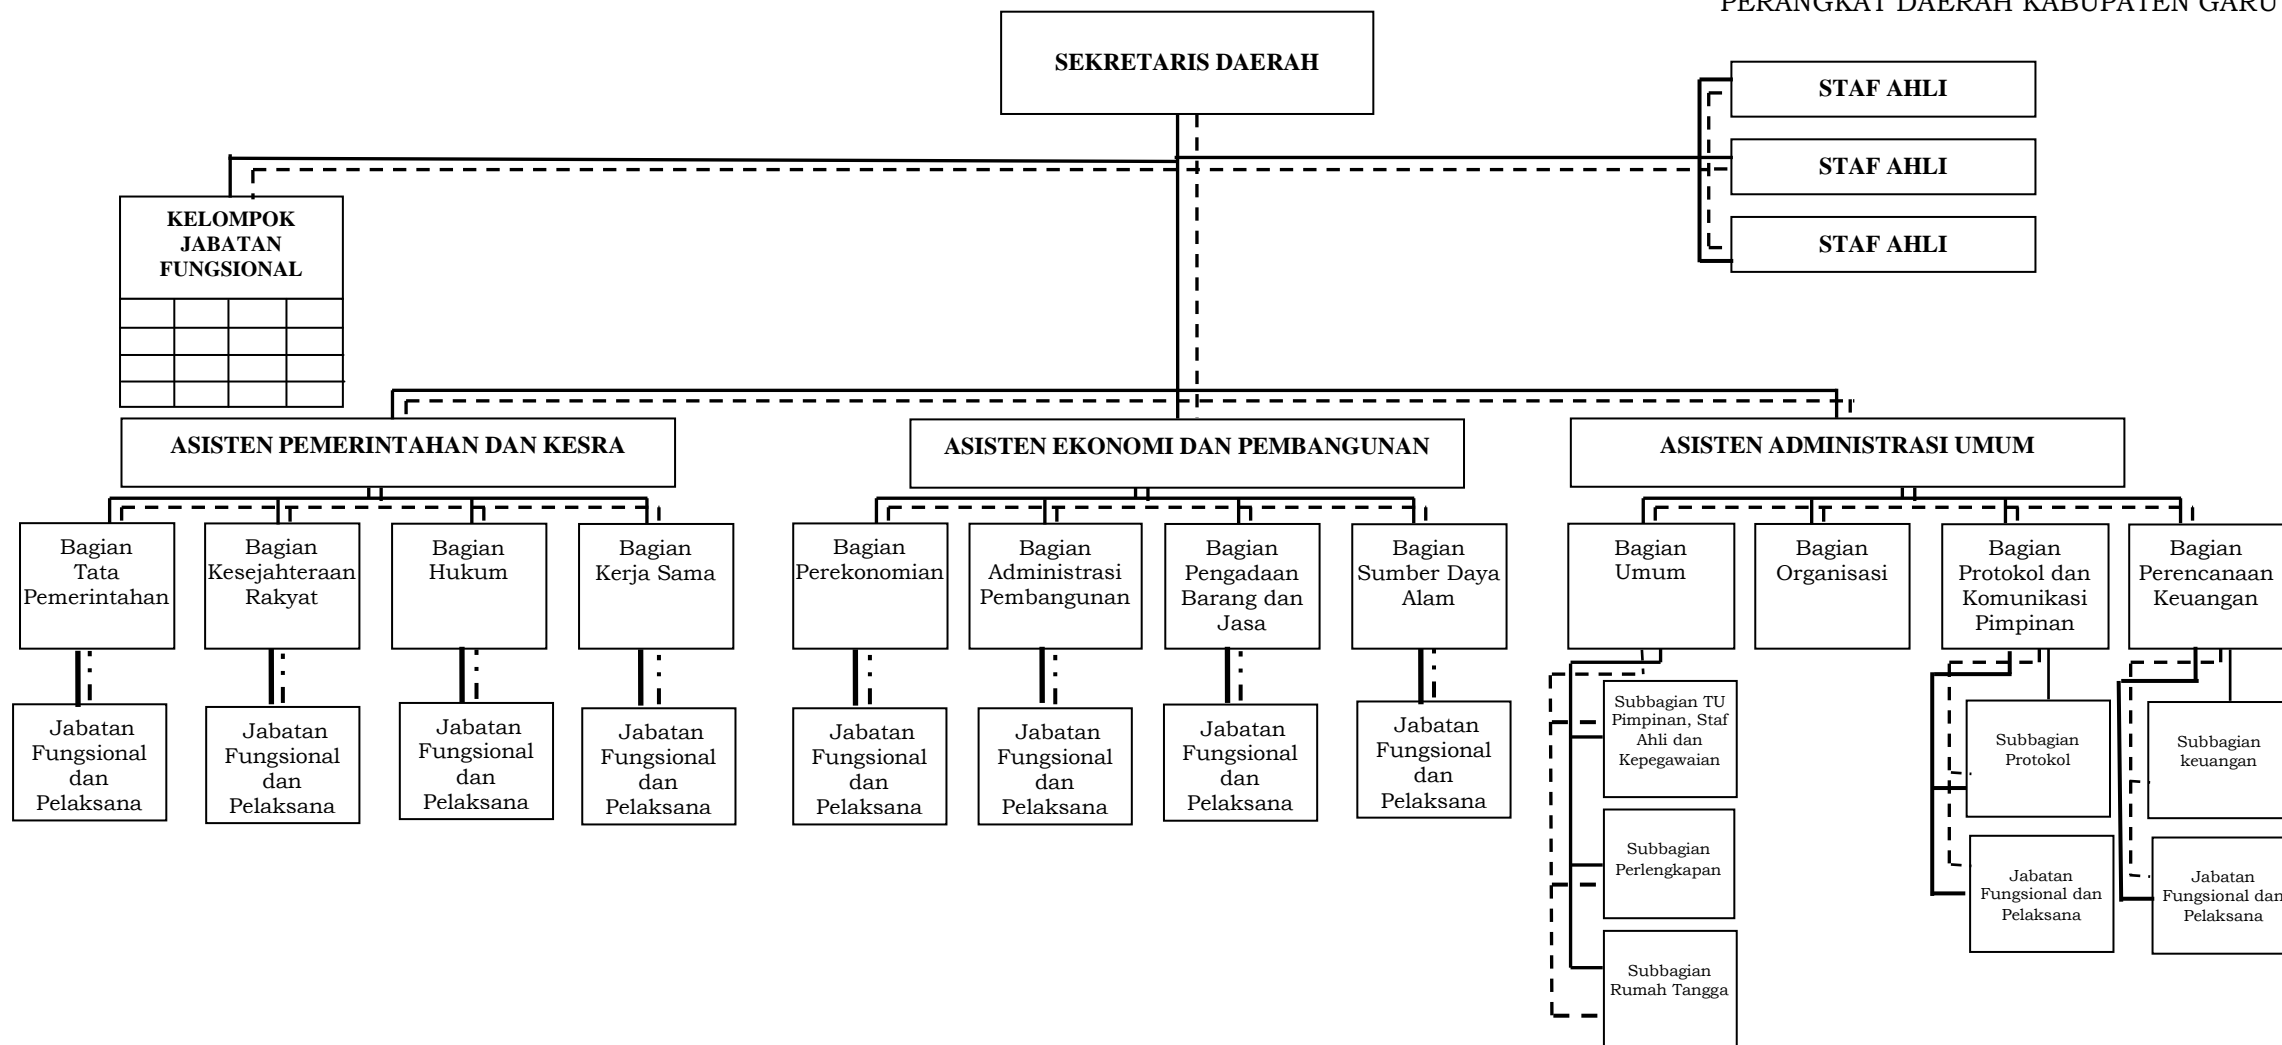 PERANGKAT DAERAH KABUPATEN GARU
SEKRETARIS DAERAH
STAF AHLI
STAF AHLI
STAF AHLI
KELOMPOK
JABATAN
FUNGSIONAL
ASISTEN PEMERINTAHAN DAN KESRA
ASISTEN EKONOMI DAN PEMBANGUNAN
ASISTEN ADMINISTRASI UMUM
Bagian
Tata
Pemerintahan
Bagian
Kesejahteraan
Rakyat
Bagian
Hukum
Bagian
Kerja Sama
Bagian
Perekonomian
Bagian
Administrasi
Pembangunan
Bagian
Pengadaan
Barang dan
Jasa
Bagian
Sumber Daya
Alam
Bagian
Umum
Bagian
Organisasi
Bagian
Protokol dan
Komunikasi
Pimpinan
Bagian
Perencanaan
Keuangan
Jabatan
Fungsional
dan
Pelaksana
Jabatan
Fungsional
dan
Pelaksana
Jabatan
Fungsional
dan
Pelaksana
Jabatan
Fungsional
dan
Pelaksana
Jabatan
Fungsional
dan
Pelaksana
Jabatan
Fungsional
dan
Pelaksana
Jabatan
Fungsional
dan
Pelaksana
Jabatan
Fungsional
dan
Pelaksana
Subbagian TU
Pimpinan, Staf
Ahli dan
Kepegawaian
Subbagian
Protokol
Subbagian
keuangan
Subbagian
Perlengkapan
Jabatan
Fungsional dan
Pelaksana
Jabatan
Fungsional dan
Pelaksana
Subbagian
Rumah Tangga